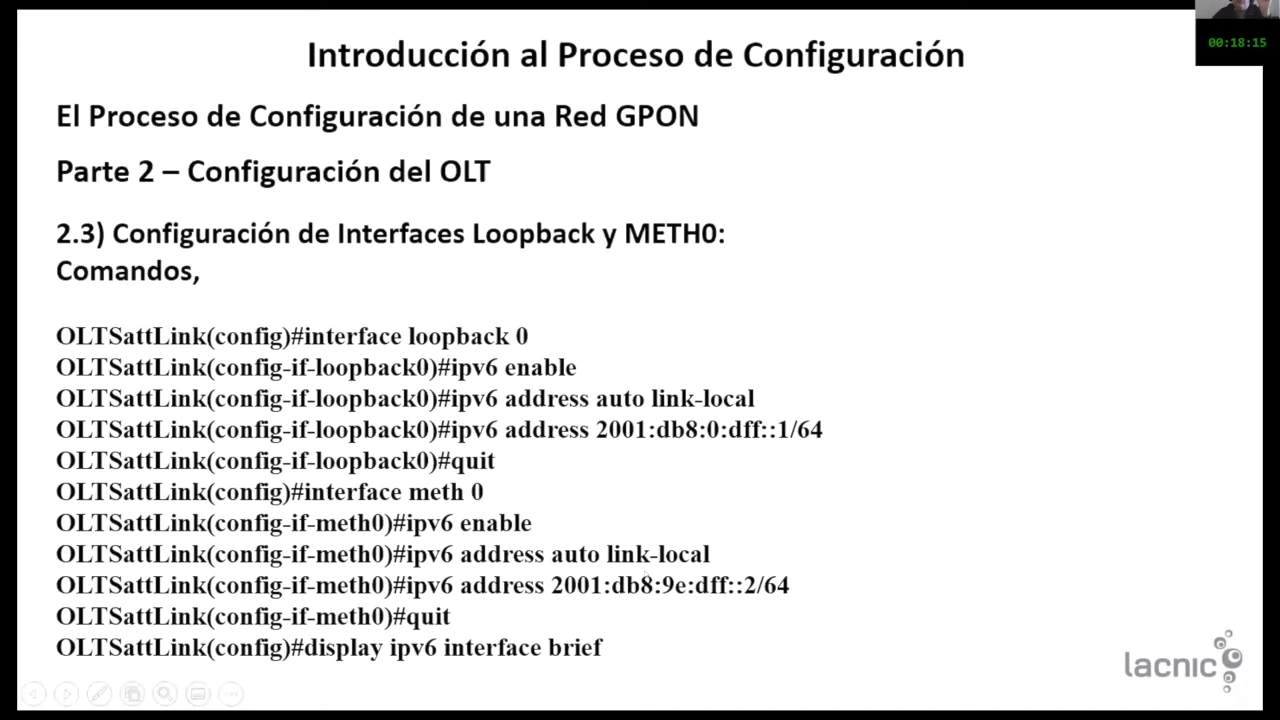 00:18:15
Introducción al Proceso de Configuración
El Proceso de Configuración de una Red GPON
Parte 2 – Configuración del OLT
2.3) Configuración de Interfaces Loopback y METH0:
Comandos,
OLTSattLink(config)#interface loopback 0
OLTSattLink(config-if-loopback0)#ipv6 enable
OLTSattLink(config-if-loopback0)#ipv6 address auto link-local
OLTSattLink(config-if-loopback0)#ipv6 address 2001:db8:0:dff::1/64
OLTSattLink(config-if-loopback0)#quit
OLTSattLink(config)#interface meth 0
OLTSattLink(config-if-meth0)#ipv6 enable
OLTSattLink(config-if-meth0)#ipv6 address auto link-local
OLTSattLink(config-if-meth0)#ipv6 address 2001:db8:9e:dff::2/64
OLTSattLink(config-if-meth0)#quit
OLTSattLink(config)#display ipv6 interface brief
lacnic